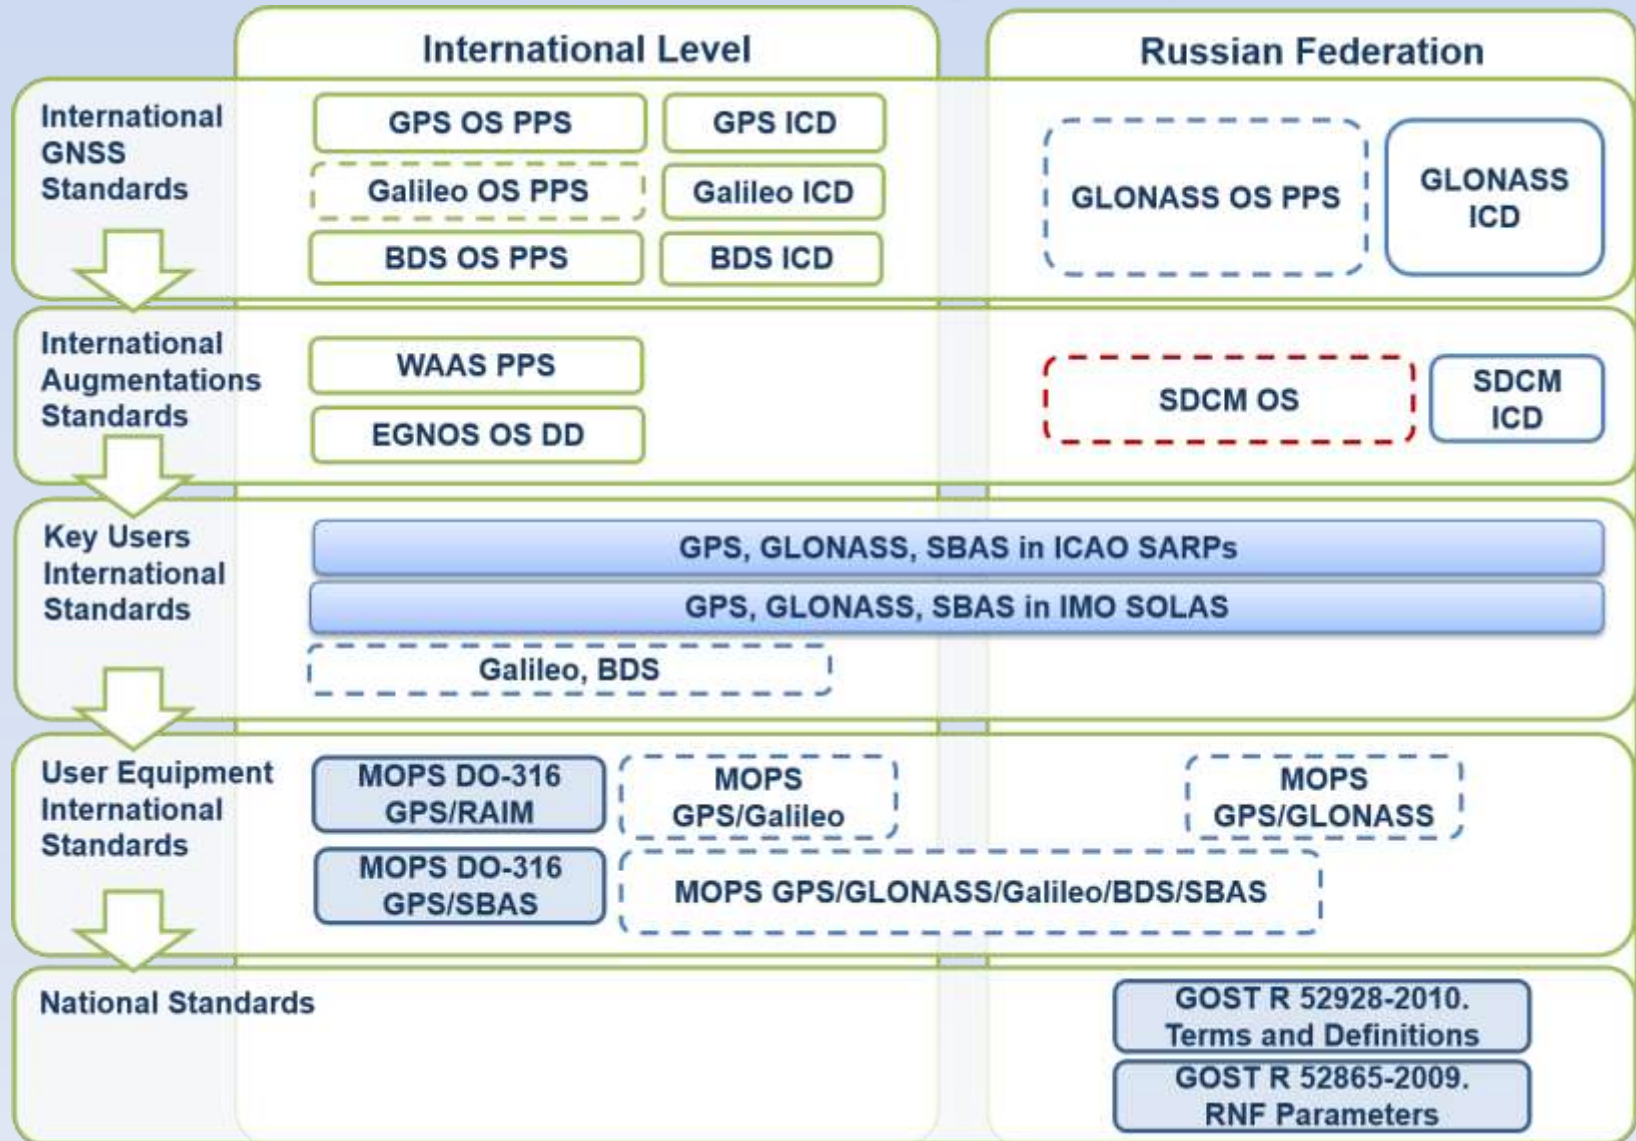 International Level
Russian Federation
International
GNSS
Standards
GPS OS PPS
GPS ICD
Galileo OS PPS
Galileo ICD
BDS OS PPS
BDS ICD
GLONASS OS PPS
GLONASS
ICD
International
Augmentations
Standards
WAAS PPS
EGNOS OS DD
SDCM OS
SDCM
ICD
Key Users
International
Standards
GPS, GLONASS, SBAS in ICAO SARPs
GPS, GLONASS, SBAS in IMO SOLAS
Galileo, BDS
User Equipment
International
Standards
MOPS DO-316
GPS/RAIM
MOPS
GPS/Galileo
MOPS
GPS/GLONASS
MOPS DO-316
GPS/SBAS
MOPS GPS/GLONASS/Galileo/BDS/SBAS
National Standards
GOST R 52928-2010.
Terms and Definitions
GOST R 52865-2009.
RNF Parameters